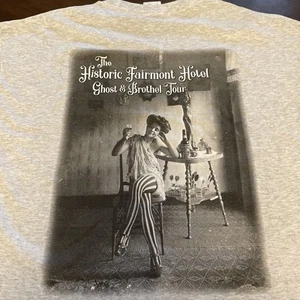 The
Historic Fairmont Hotel
Ghost & Brothel Tour